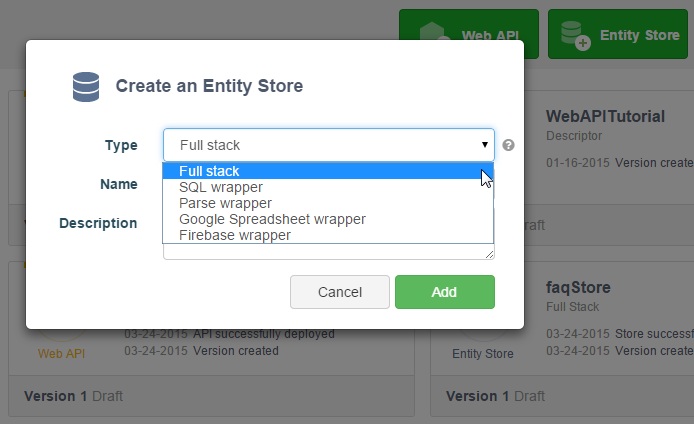 Web API
Entity Store
Create an Entity Store
Type
Full stack
?
Full stack
SQL wrapper
Parse wrapper
Google Spreadsheet wrapper
Firebase wrapper
Name
Description
Cancel
Add
WebAPITutorial
Descriptor
01-16-2015 Version create
Draft
03-24-2015 API successfully deployed
03-24-2015 Version created
Web API
Version 1 Draft
faqStore
Full Stack
03-24-2015 Store successf
03-24-2015 Version create
Entity Store
Version 1 Draft